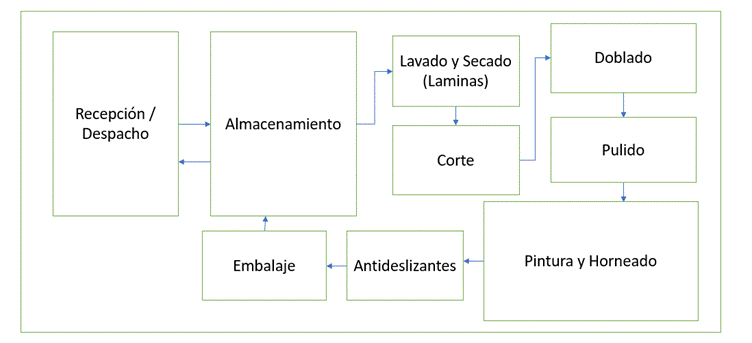 Recepción /
Despacho
Almacenamiento
Lavado y Secado
(Laminas)
Corte
Doblado
Pulido
Pintura y Horneado
Antideslizantes
Embalaje